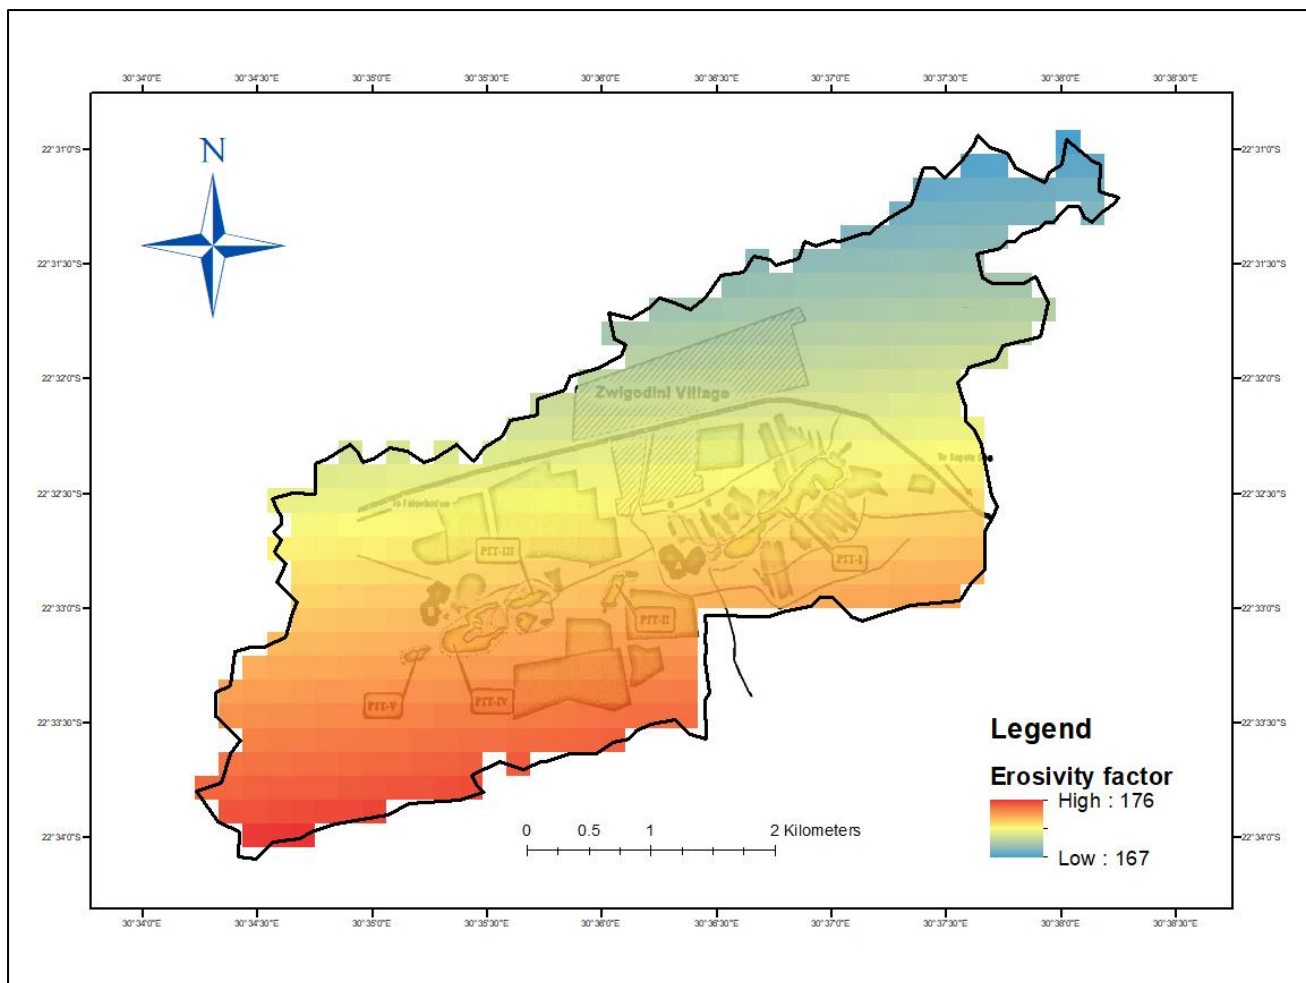 30°34'0"E 30°34'30"E 30°35'0"E 30°35'30"E 30°36'0"E 30°36'30"E 30°37'0"E 30°37'30"E 30°38'0"E 30°38'30"E
N
22°31'0"S 22°31'0"S
22°31'30"S 22°31'30"S
22°32'0"S 22°32'0"S
Zwigodini Village
22°32'30"S 22°32'30"S
PIT-III
PIT-I
22°33'0"S 22°33'0"S
PIT-II
PIT-V
PIT-IV
22°33'30"S 22°33'30"S
Legend
Erosivity factor
High : 176
Low : 167
0 0.5 1 2 Kilometers
22°34'0"S 22°34'0"S
30°34'0"E 30°34'30"E 30°35'0"E 30°35'30"E 30°36'0"E 30°36'30"E 30°37'0"E 30°37'30"E 30°38'0"E 30°38'30"E